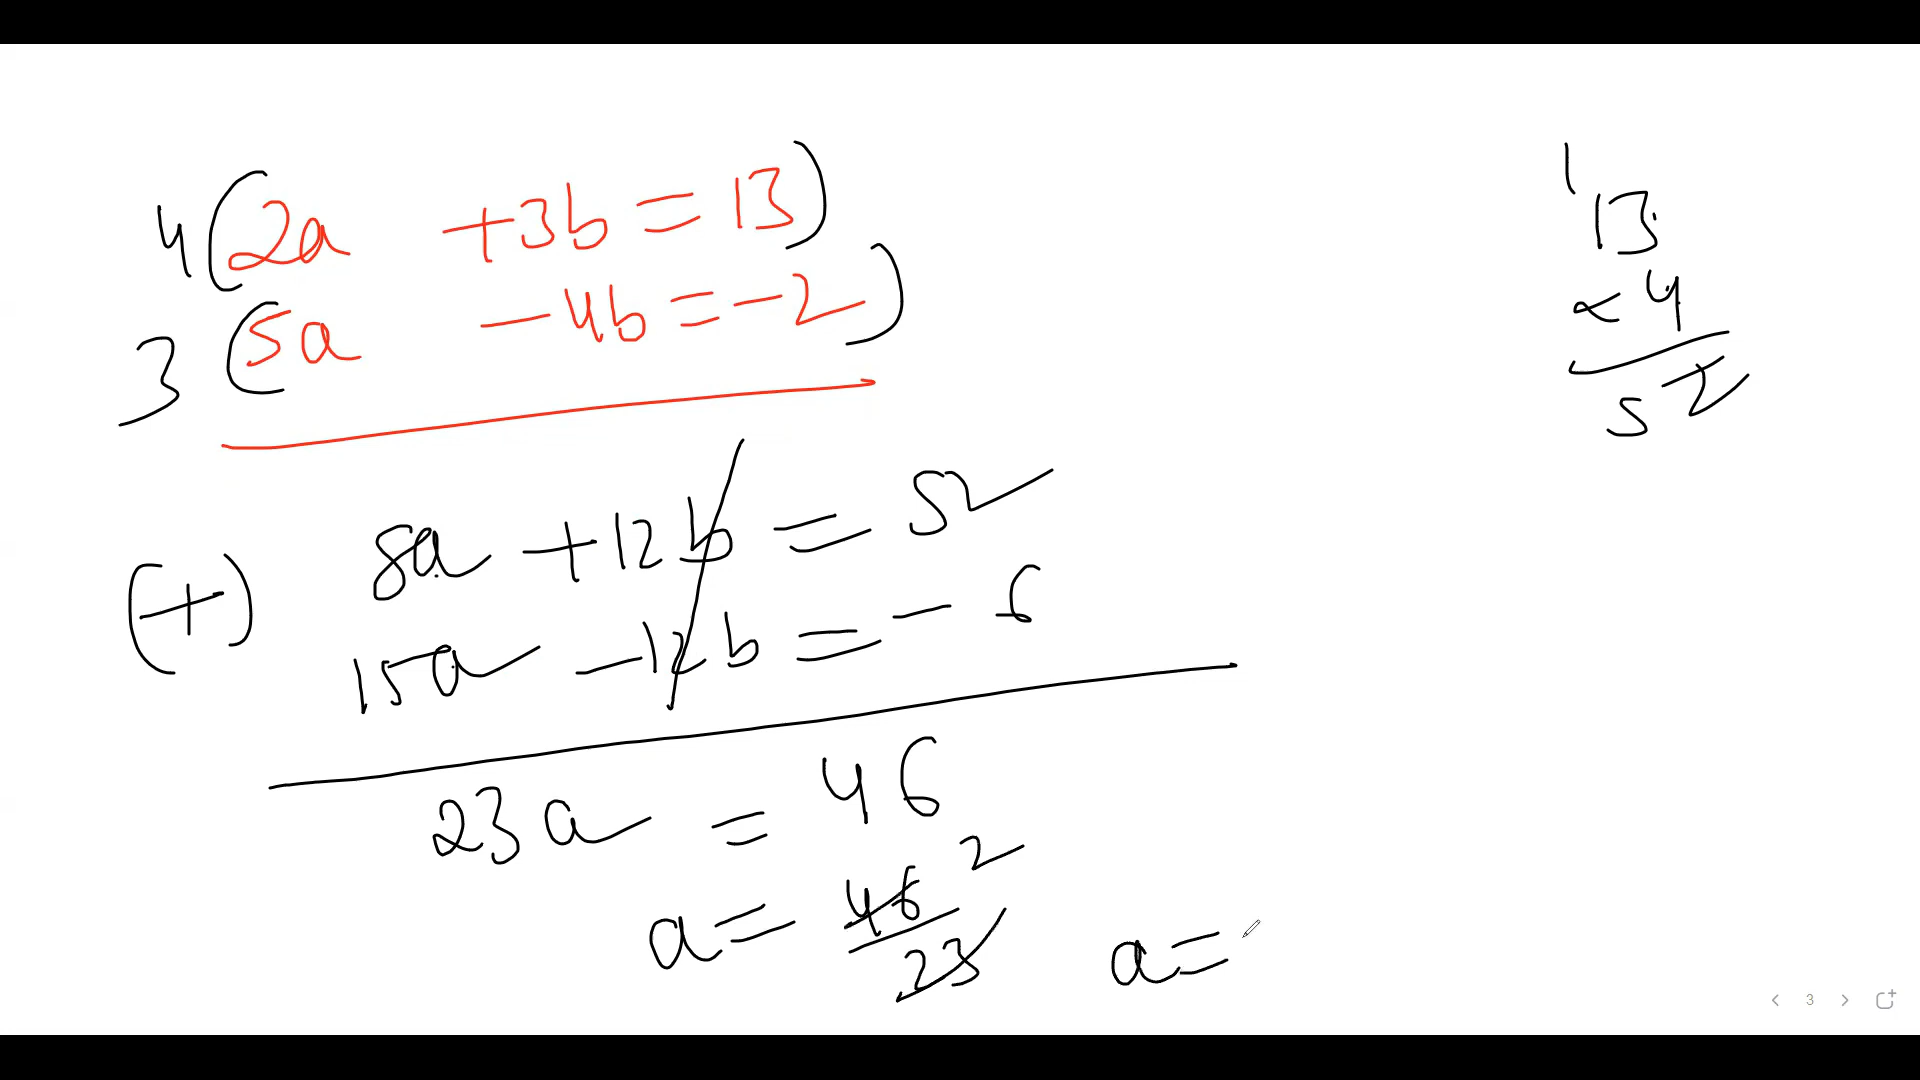 4(2a +3b = 13)
3(5a -4b = -2)
8a +12b = 52
(+)
15a -12b = -6
23a = 46
a = 46/23 2
a =
1
13
×4
52
3